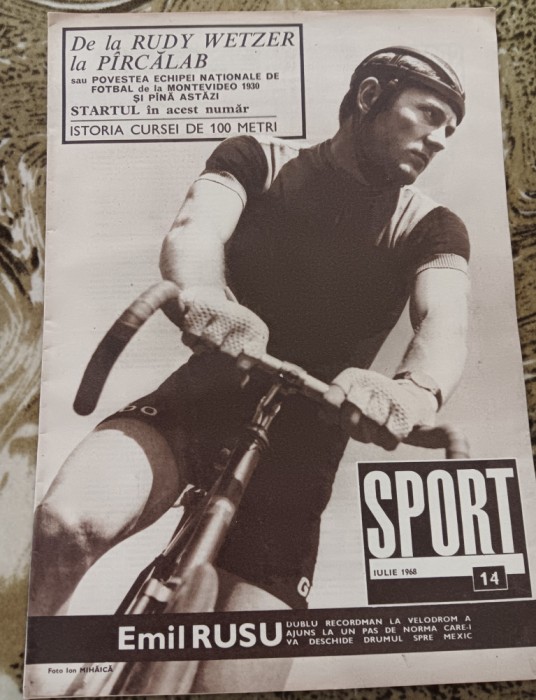 De la RUDY WETZER
la PÎRCĂLAB
sau POVESTEA ECHIPEI NAȚIONALE DE
FOTBAL de la MONTEVIDEO 1930
ȘI PÎNĂ ASTĂZI
STARTUL în acest număr
ISTORIA CURSEI DE 100 METRI
DO
G
SPORT
IULIE 1968
14
Emil RUSU
DUBLU RECORDMAN LA VELODROM A
AJUNS LA UN PAS DE NORMA CARE-I
VA DESCHIDE DRUMUL SPRE MEXIC
Foto Ion MIHĂICĂ